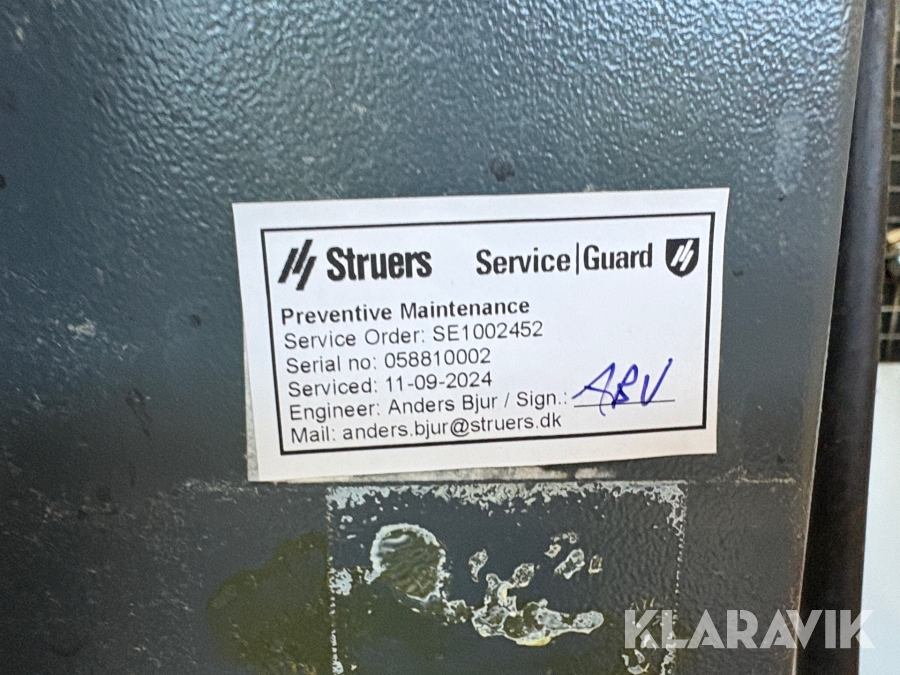 Struers Service|Guard
Preventive Maintenance
Service Order: SE1002452
Serial no: 058810002
Serviced: 11-09-2024
Engineer: Anders Bjur / Sign.: ABV
Mail: anders.bjur@struers.dk
KLARAVIK